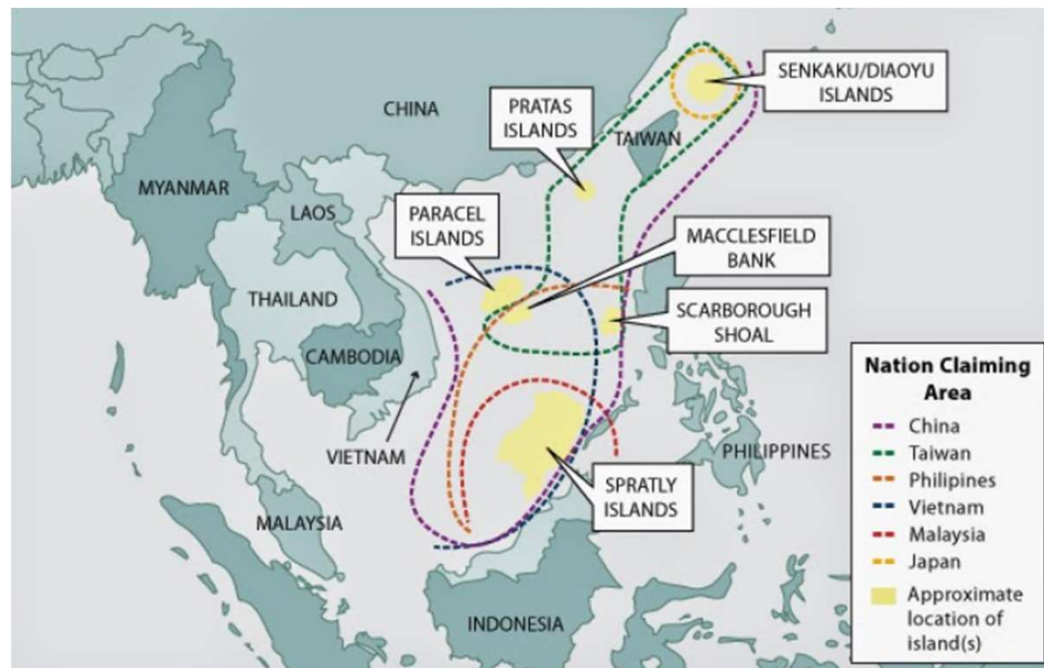 SENKAKU/DIAOYU
ISLANDS
CHINA
PRATAS
ISLANDS
TAIWAN
MYANMAR
LAOS
PARACEL
ISLANDS
MACCLESFIELD
BANK
THAILAND
SCARBOROUGH
SHOAL
CAMBODIA
VIETNAM
PHILIPPINES
SPRATLY
ISLANDS
MALAYSIA
INDONESIA
Nation Claiming
Area
China
Taiwan
Philipines
Vietnam
Malaysia
Japan
Approximate
location of
island(s)